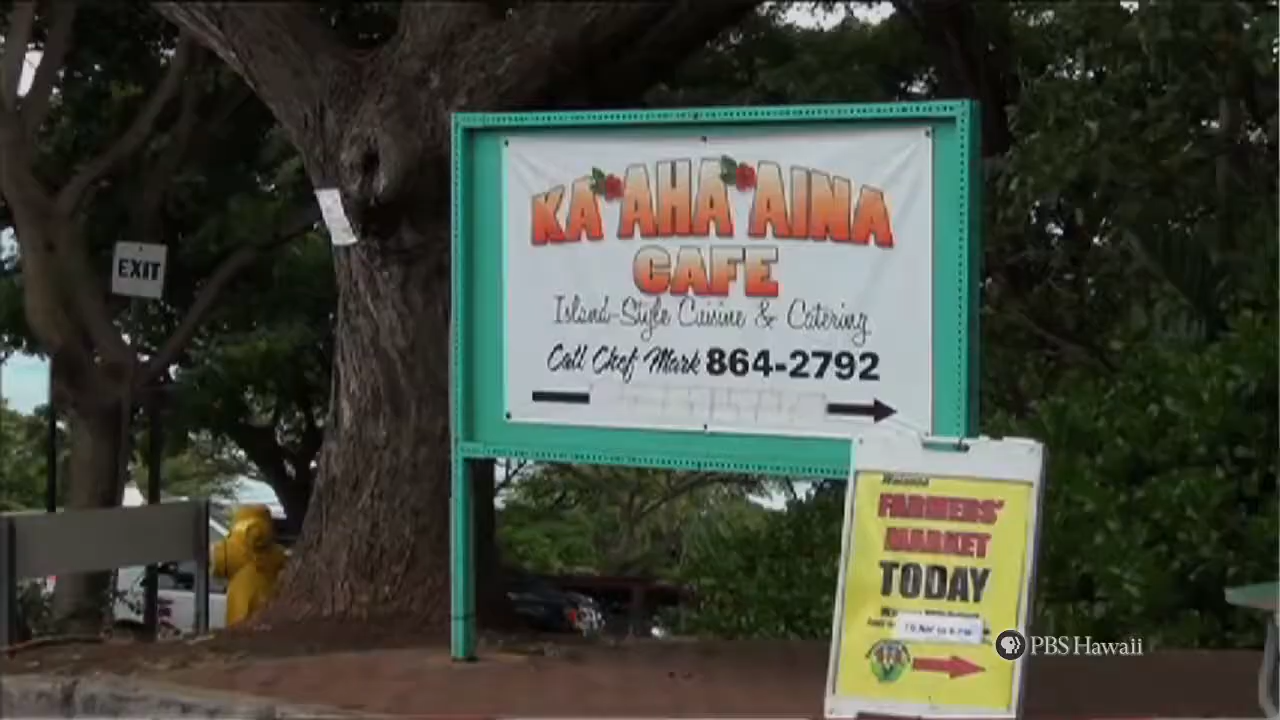 EXIT
KA AHA AINA
CAFE
Island-Style Cuisine & Catering
Call Chef Mark 864-2792
FARMERS'
MARKET
TODAY
PBS Hawaii